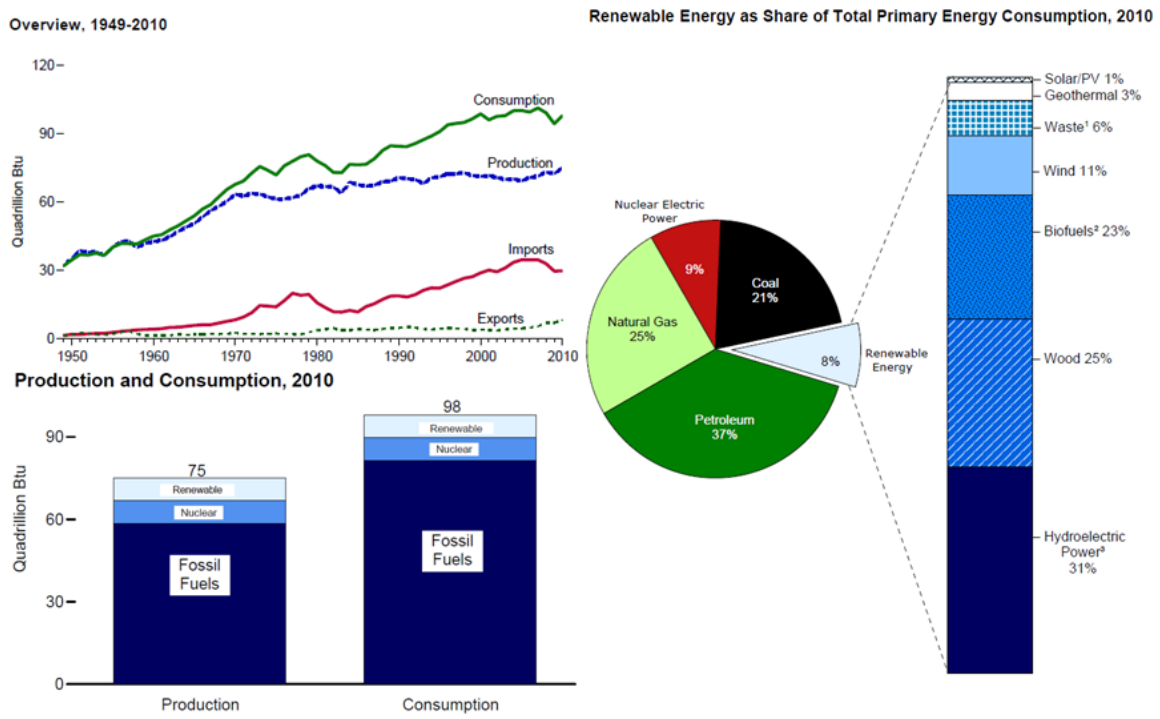 Overview, 1949-2010
120
90
60
30
0
Quadrillion Btu
Consumption
Production
Imports
Exports
1950 1960 1970 1980 1990 2000 2010
Production and Consumption, 2010
90
60
30
0
Quadrillion Btu
75
Renewable
Nuclear
Fossil
Fuels
98
Renewable
Nuclear
Fossil
Fuels
Production
Consumption
Renewable Energy as Share of Total Primary Energy Consumption, 2010
Nuclear Electric
Power
9%
Coal
21%
Natural Gas
25%
8%
Renewable
Energy
Petroleum
37%
Solar/PV 1%
Geothermal 3%
Waste¹ 6%
Wind 11%
Biofuels² 23%
Wood 25%
Hydroelectric
Power³
31%